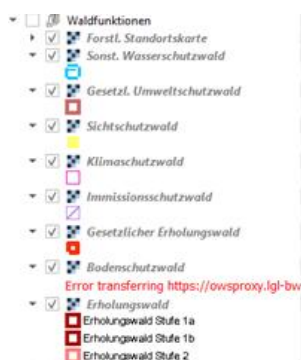 Waldfunktionen
Forstl. Standortskarte
Sonst. Wasserschutzwald
Gesetzl. Umweltschutzwald
Sichtschutzwald
Klimaschutzwald
Immissionsschutzwald
Gesetzlicher Erholungswald
Bodenschutzwald
Error transferring https://owsproxy.lgl-bw
Erholungswald
Erholungswald Stufe 1a
Erholungswald Stufe 1b
Erholungswald Stufe 2